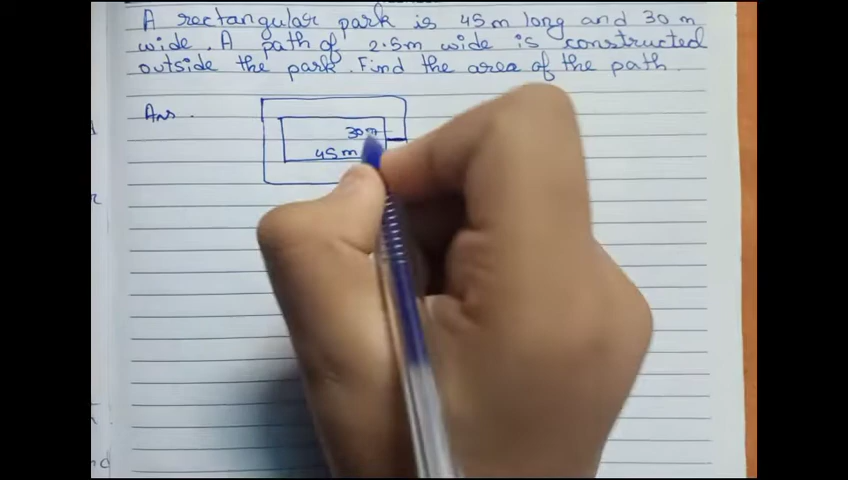 A rectangular park is 45m long and 30 m
wide. A path of 2.5m wide is constructed
outside the park. Find the area of the path.
Ans.
30m
45m